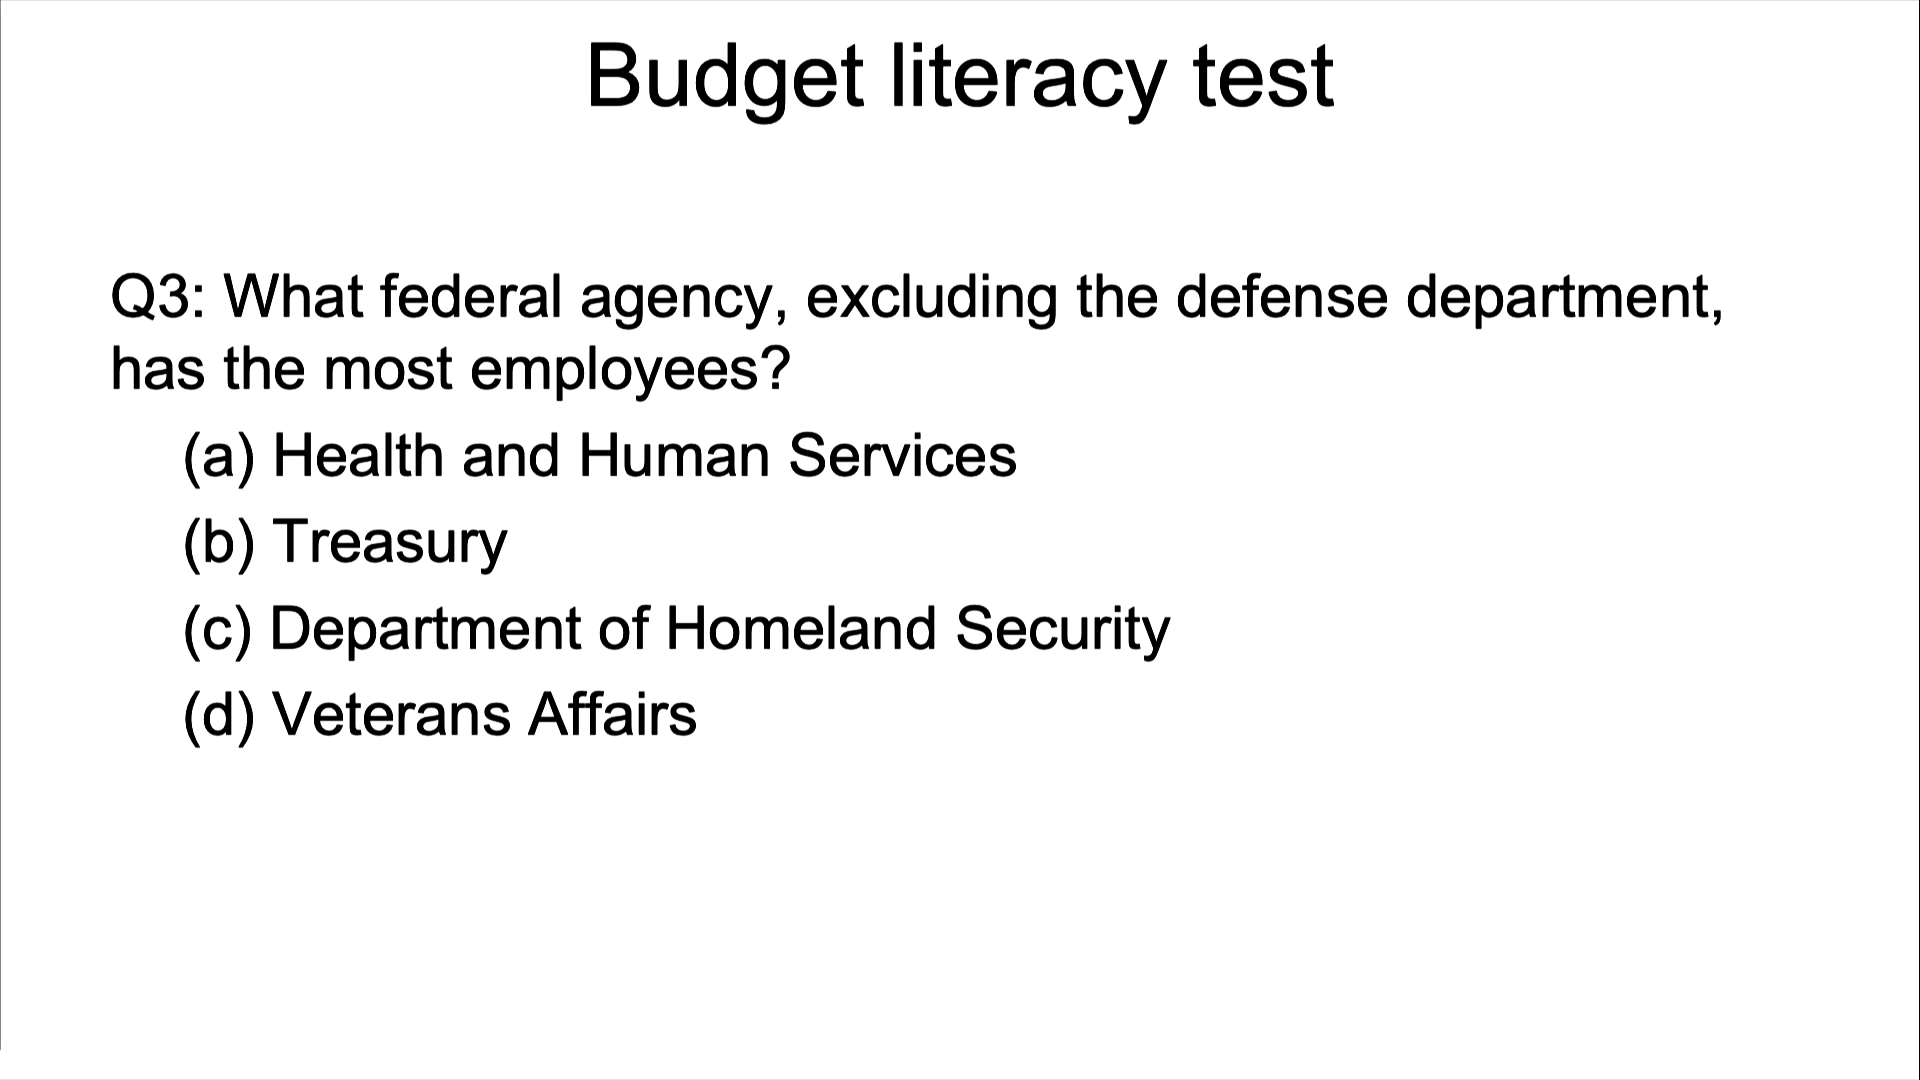 Budget literacy test
Q3: What federal agency, excluding the defense department,
has the most employees?
(a) Health and Human Services
(b) Treasury
(c) Department of Homeland Security
(d) Veterans Affairs